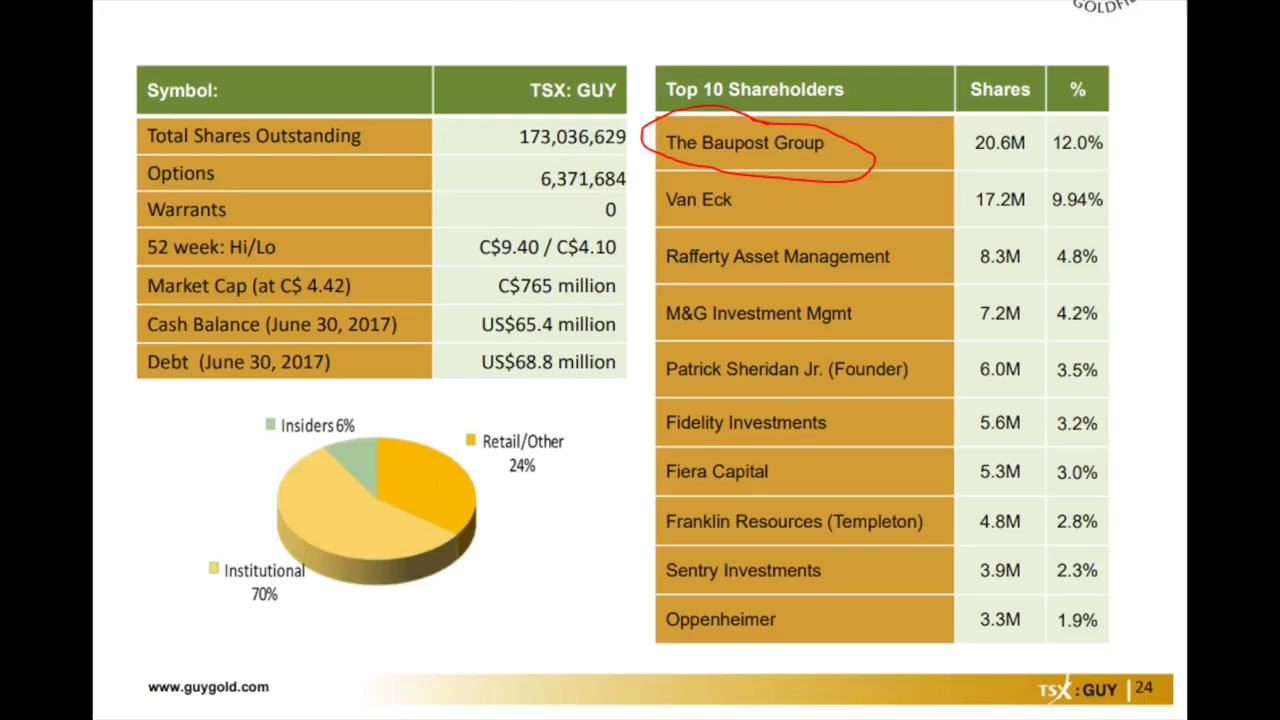 GOLDFI
Symbol: TSX: GUY
Total Shares Outstanding 173,036,629
Options 6,371,684
Warrants 0
52 week: Hi/Lo C$9.40 / C$4.10
Market Cap (at C$ 4.42) C$765 million
Cash Balance (June 30, 2017) US$65.4 million
Debt (June 30, 2017) US$68.8 million
Insiders 6%
Retail/Other
24%
Institutional
70%
Top 10 Shareholders Shares %
The Baupost Group 20.6M 12.0%
Van Eck 17.2M 9.94%
Rafferty Asset Management 8.3M 4.8%
M&G Investment Mgmt 7.2M 4.2%
Patrick Sheridan Jr. (Founder) 6.0M 3.5%
Fidelity Investments 5.6M 3.2%
Fiera Capital 5.3M 3.0%
Franklin Resources (Templeton) 4.8M 2.8%
Sentry Investments 3.9M 2.3%
Oppenheimer 3.3M 1.9%
www.guygold.com TSX: GUY | 24